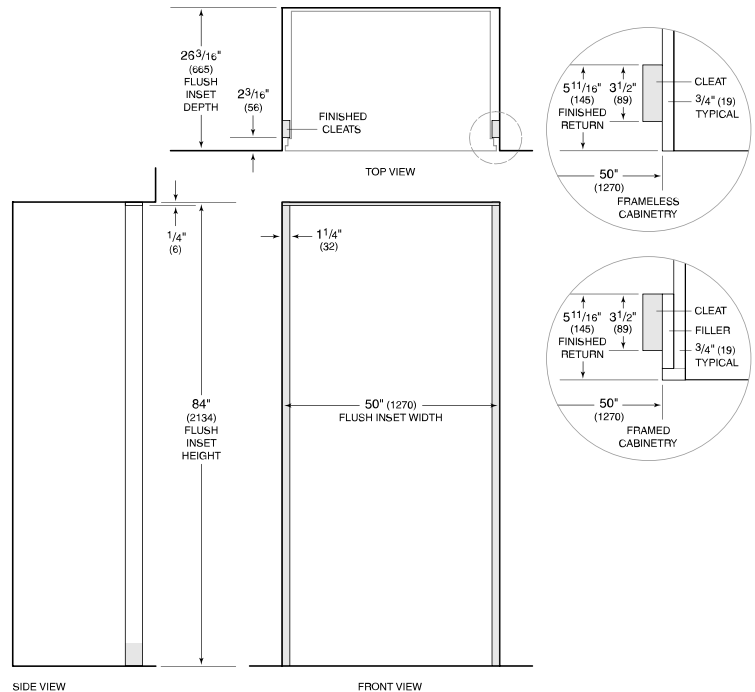 26 3/16"
(665)
FLUSH
INSET
DEPTH
2 3/16"
(56)
FINISHED
CLEATS
TOP VIEW
5 11/16"
(145)
FINISHED
RETURN
3 1/2"
(89)
CLEAT
3/4" (19)
TYPICAL
50"
(1270)
FRAMELESS
CABINETRY
1/4"
(6)
84"
(2134)
FLUSH
INSET
HEIGHT
SIDE VIEW
1 1/4"
(32)
50" (1270)
FLUSH INSET WIDTH
FRONT VIEW
5 11/16"
(145)
FINISHED
RETURN
3 1/2"
(89)
CLEAT
FILLER
3/4" (19)
TYPICAL
50"
(1270)
FRAMED
CABINETRY